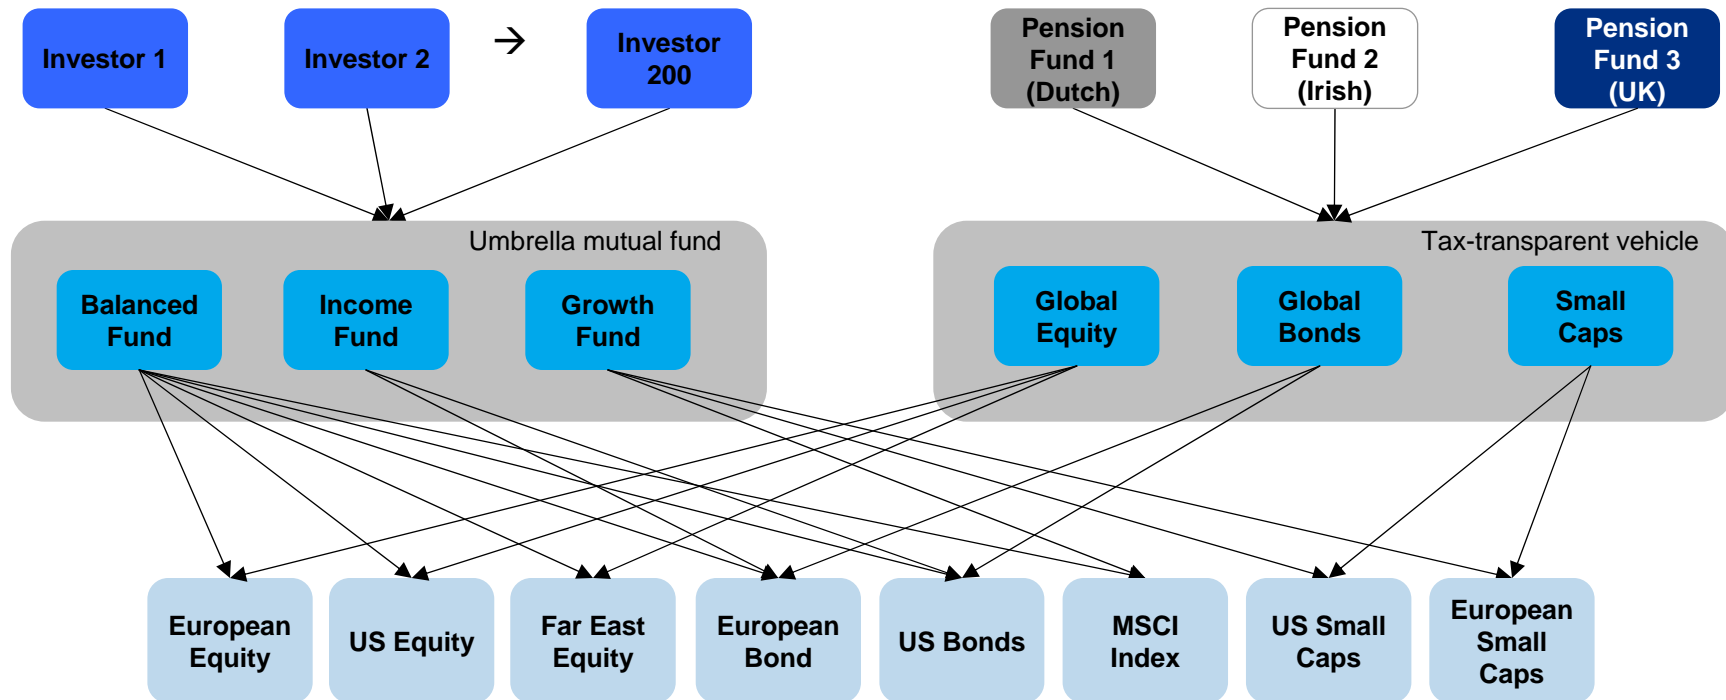 Investor 1
Investor 2
→
Investor
200
Pension
Fund 1
(Dutch)
Pension
Fund 2
(Irish)
Pension
Fund 3
(UK)
Umbrella mutual fund
Balanced
Fund
Income
Fund
Growth
Fund
Tax-transparent vehicle
Global
Equity
Global
Bonds
Small
Caps
European
Equity
US Equity
Far East
Equity
European
Bond
US Bonds
MSCI
Index
US Small
Caps
European
Small
Caps